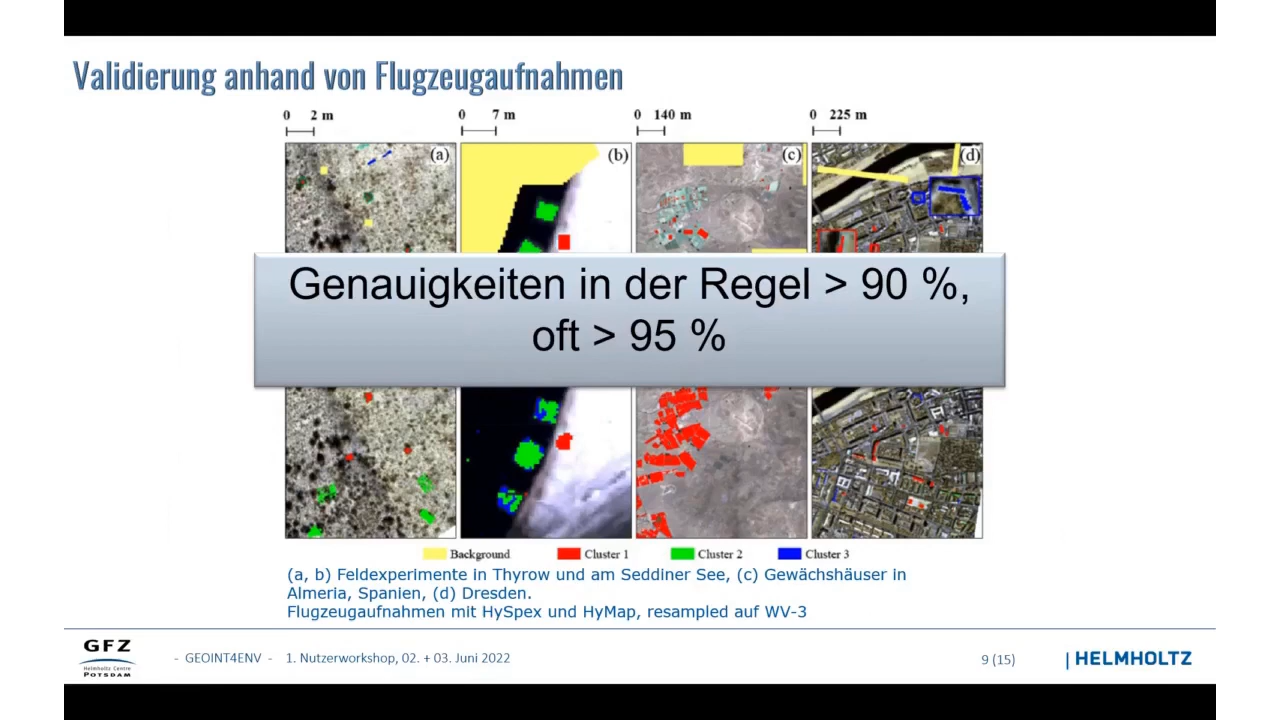 Validierung anhand von Flugzeugaufnahmen
0 2 m 0 7 m 0 140 m 0 225 m
(a) (b) (c) (d)
Genauigkeiten in der Regel > 90 %,
oft > 95 %
Background Cluster 1 Cluster 2 Cluster 3
(a, b) Feldexperimente in Thyrow und am Seddiner See, (c) Gewächshäuser in
Almeria, Spanien, (d) Dresden.
Flugzeugaufnahmen mit HySpex und HyMap, resampled auf WV-3
GFZ
Helmholtz Centre
POTSDAM
- GEOINT4ENV - 1. Nutzerworkshop, 02. + 03. Juni 2022
9 (15)
| HELMHOLTZ